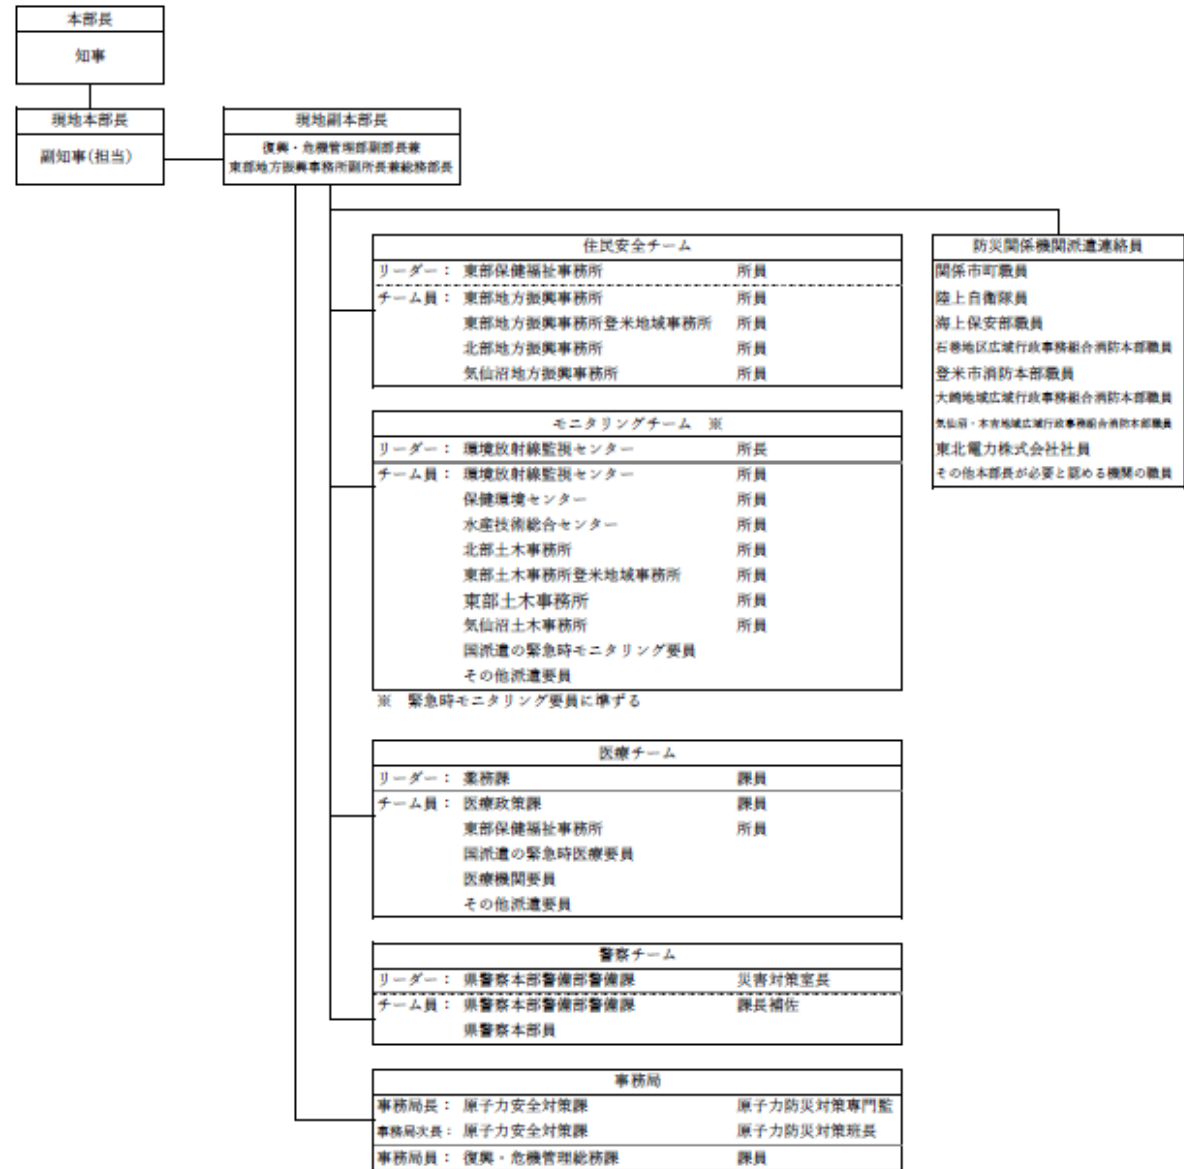 本部長
知事
現地本部長
副知事(担当)
現地副本部長
復興・危機管理部副部長兼
東部地方振興事務所副所長兼総務部長
住民安全チーム
リーダー： 東部保健福祉事務所 所員
チーム員： 東部地方振興事務所 所員
東部地方振興事務所登米地域事務所 所員
北部地方振興事務所 所員
気仙沼地方振興事務所 所員
防災関係機関派遣連絡員
関係市町職員
陸上自衛隊員
海上保安部職員
石巻地区広域行政事務組合消防本部職員
登米市消防本部職員
大崎地域広域行政事務組合消防本部職員
気仙沼・本吉地域広域行政事務組合消防本部職員
東北電力株式会社社員
その他本部長が必要と認める機関の職員
モニタリングチーム ※
リーダー： 環境放射線監視センター 所長
チーム員： 環境放射線監視センター 所員
保健環境センター 所員
水産技術総合センター 所員
北部土木事務所 所員
東部土木事務所登米地域事務所 所員
東部土木事務所 所員
気仙沼土木事務所 所員
国派遣の緊急時モニタリング要員
その他派遣要員
※ 緊急時モニタリング要員に準ずる
医療チーム
リーダー： 薬務課 課員
チーム員： 医療政策課 課員
東部保健福祉事務所 所員
国派遣の緊急時医療要員
医療機関要員
その他派遣要員
警察チーム
リーダー： 県警察本部警備部警備課 災害対策室長
チーム員： 県警察本部警備部警備課 課長補佐
県警察本部員
事務局
事務局長： 原子力安全対策課 原子力防災対策専門監
事務局次長： 原子力安全対策課 原子力防災対策班長
事務局員： 復興・危機管理総務課 課員